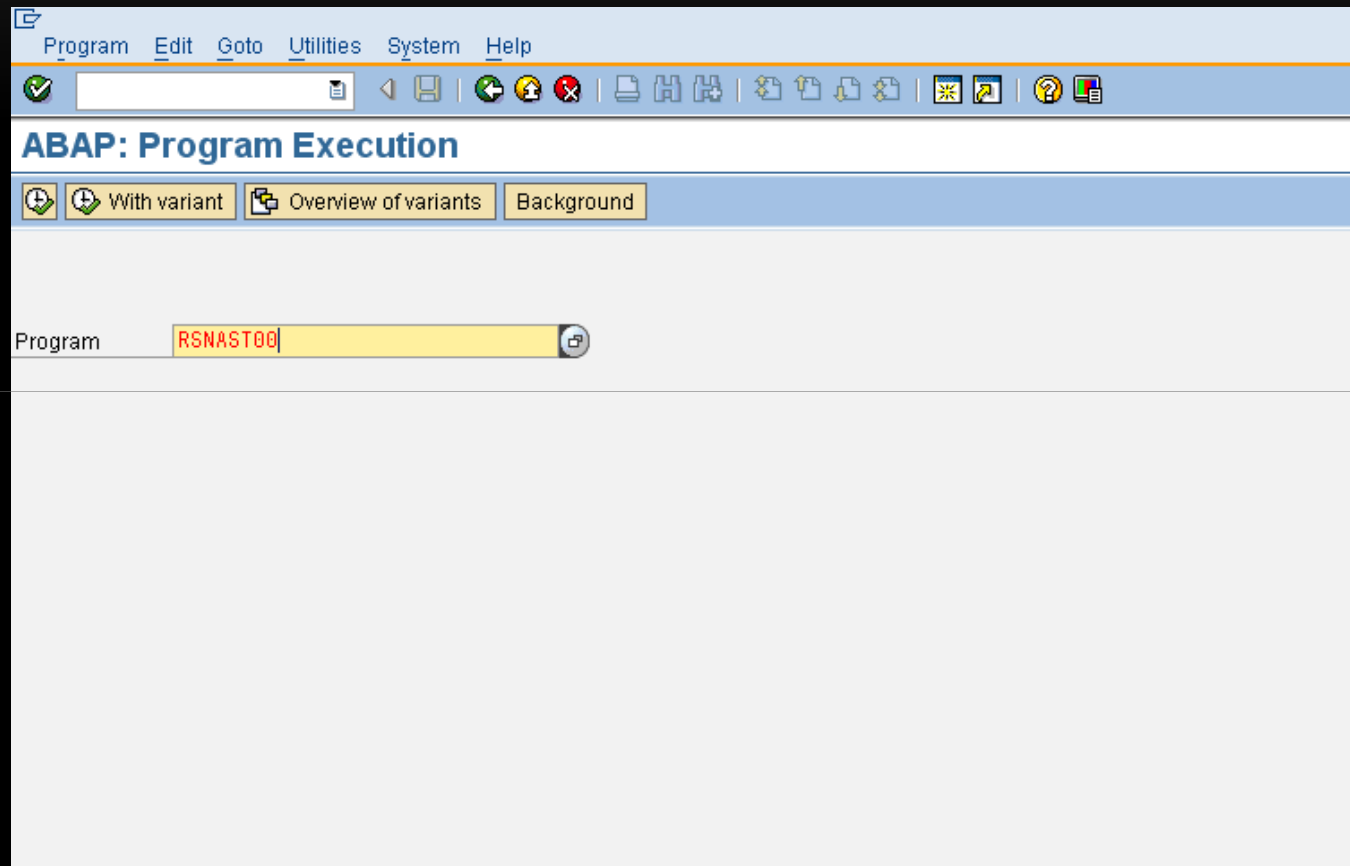 Program Edit Goto Utilities System Help
ABAP: Program Execution
With variant Overview of variants Background
Program RSNAST00